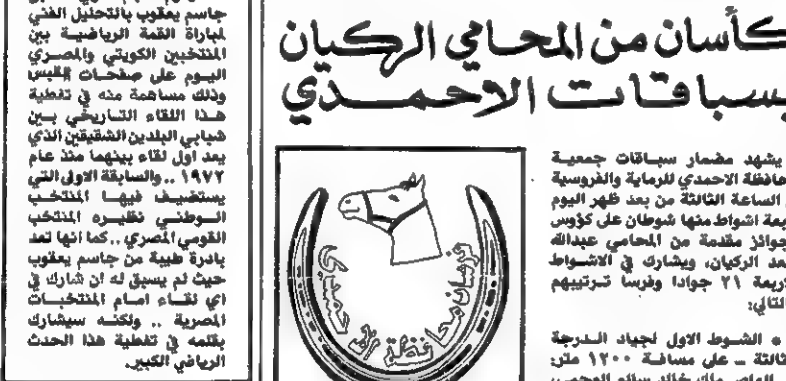 كأسان من المحامي الركيان
بسباقات الاحمدي
يشهد مضمار سباقات جمعية
محافظة الاحمدي للرماية والفروسية
الساعة الثالثة من بعد ظهر اليوم
اربعة اشواط منها شوطان على كؤوس
وجوائز مقدمة من المحامي عبدالله
سعد الركيان، ويشارك في الاشواط
الاربعة ٢١ جوادا وفرسا ترتيبهم
كالتالي:
* الشوط الاول لجياد الدرجة
الثالثة ــ على مسافة ١٢٠٠ متر:
خالد سالم
فرسان محافظة الاحمدي
جاسم يعقوب بالتحليل الفني
لمباراة القمة الرياضية بين
المنتخبين الكويتي والمصري
اليوم على صفحات القبس
وذلك مساهمة منه في تغطية
هذا اللقاء التاريخي بين
شبابي البلدين الشقيقين الذي
يعد اول لقاء بينهما منذ عام
١٩٧٢ .. والسابقة الاولى التي
يستضيف فيها المنتخب
الوطني نظيره المنتخب
القومي المصري .. كما انها تعد
بادرة طيبة من جاسم يعقوب
حيث لم يسبق له ان شارك في
اي لقاء امام المنتخبات
المصرية .. ولكنه سيشارك
بقلمه في تغطية هذا الحدث
الرياضي الكبير.